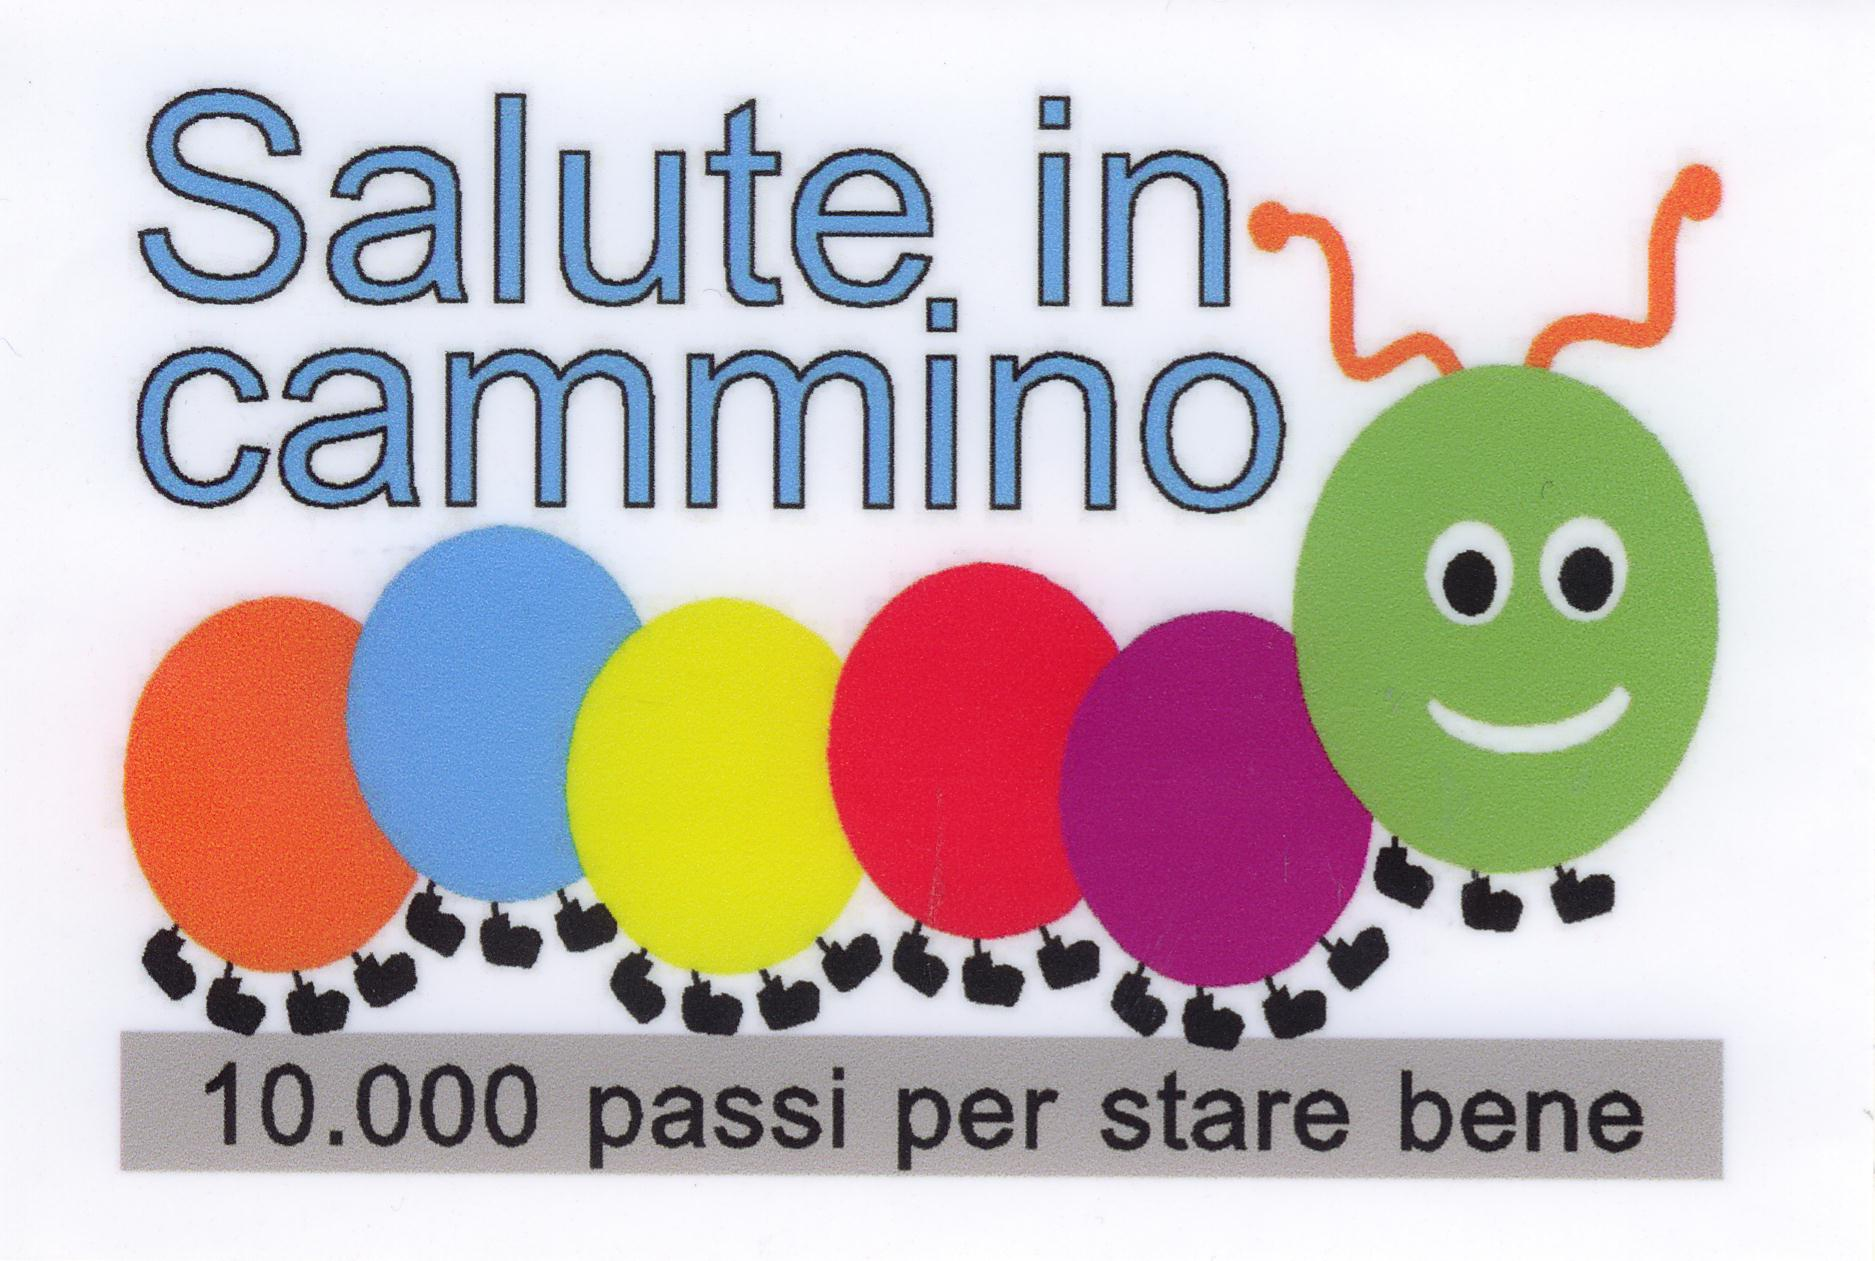 Salute in
cammino
10.000 passi per stare bene